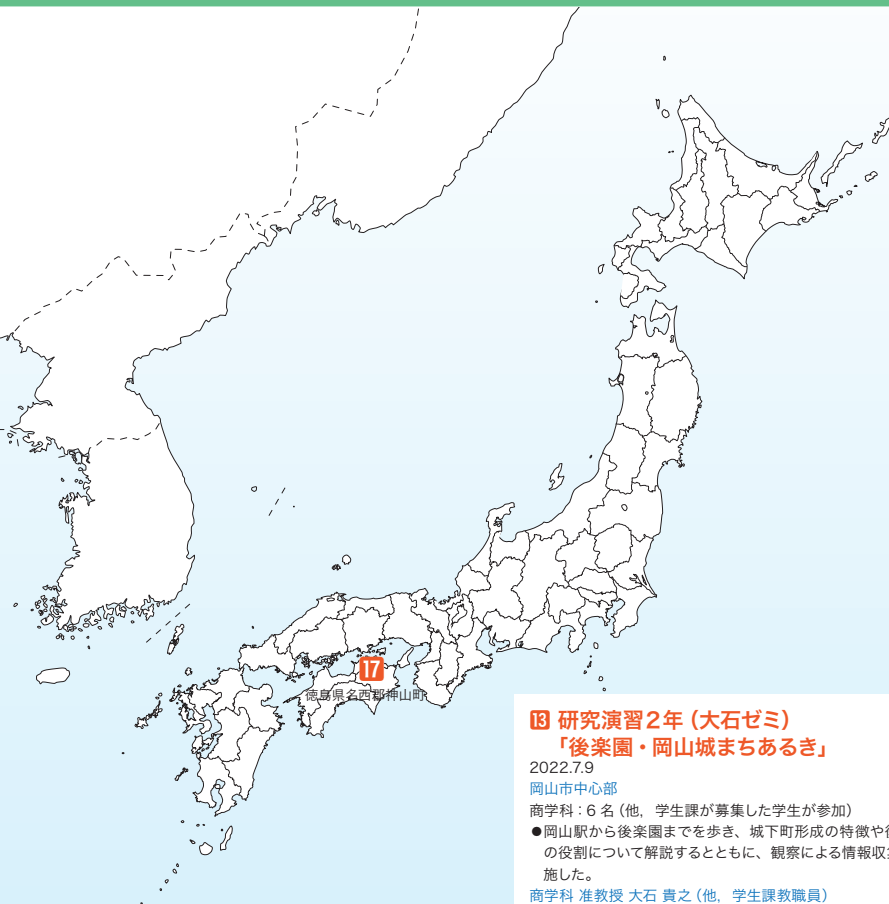 17
徳島県名西郡神山町
13 研究演習2年 (大石ゼミ)
「後楽園・岡山城まちあるき」
2022.7.9
岡山市中心部
商学科：6 名 (他，学生課が募集した学生が参加)
●岡山駅から後楽園までを歩き、城下町形成の特徴や
の役割について解説するとともに、観察による情報収
施した。
商学科 准教授 大石 貴之 (他，学生課教職員)